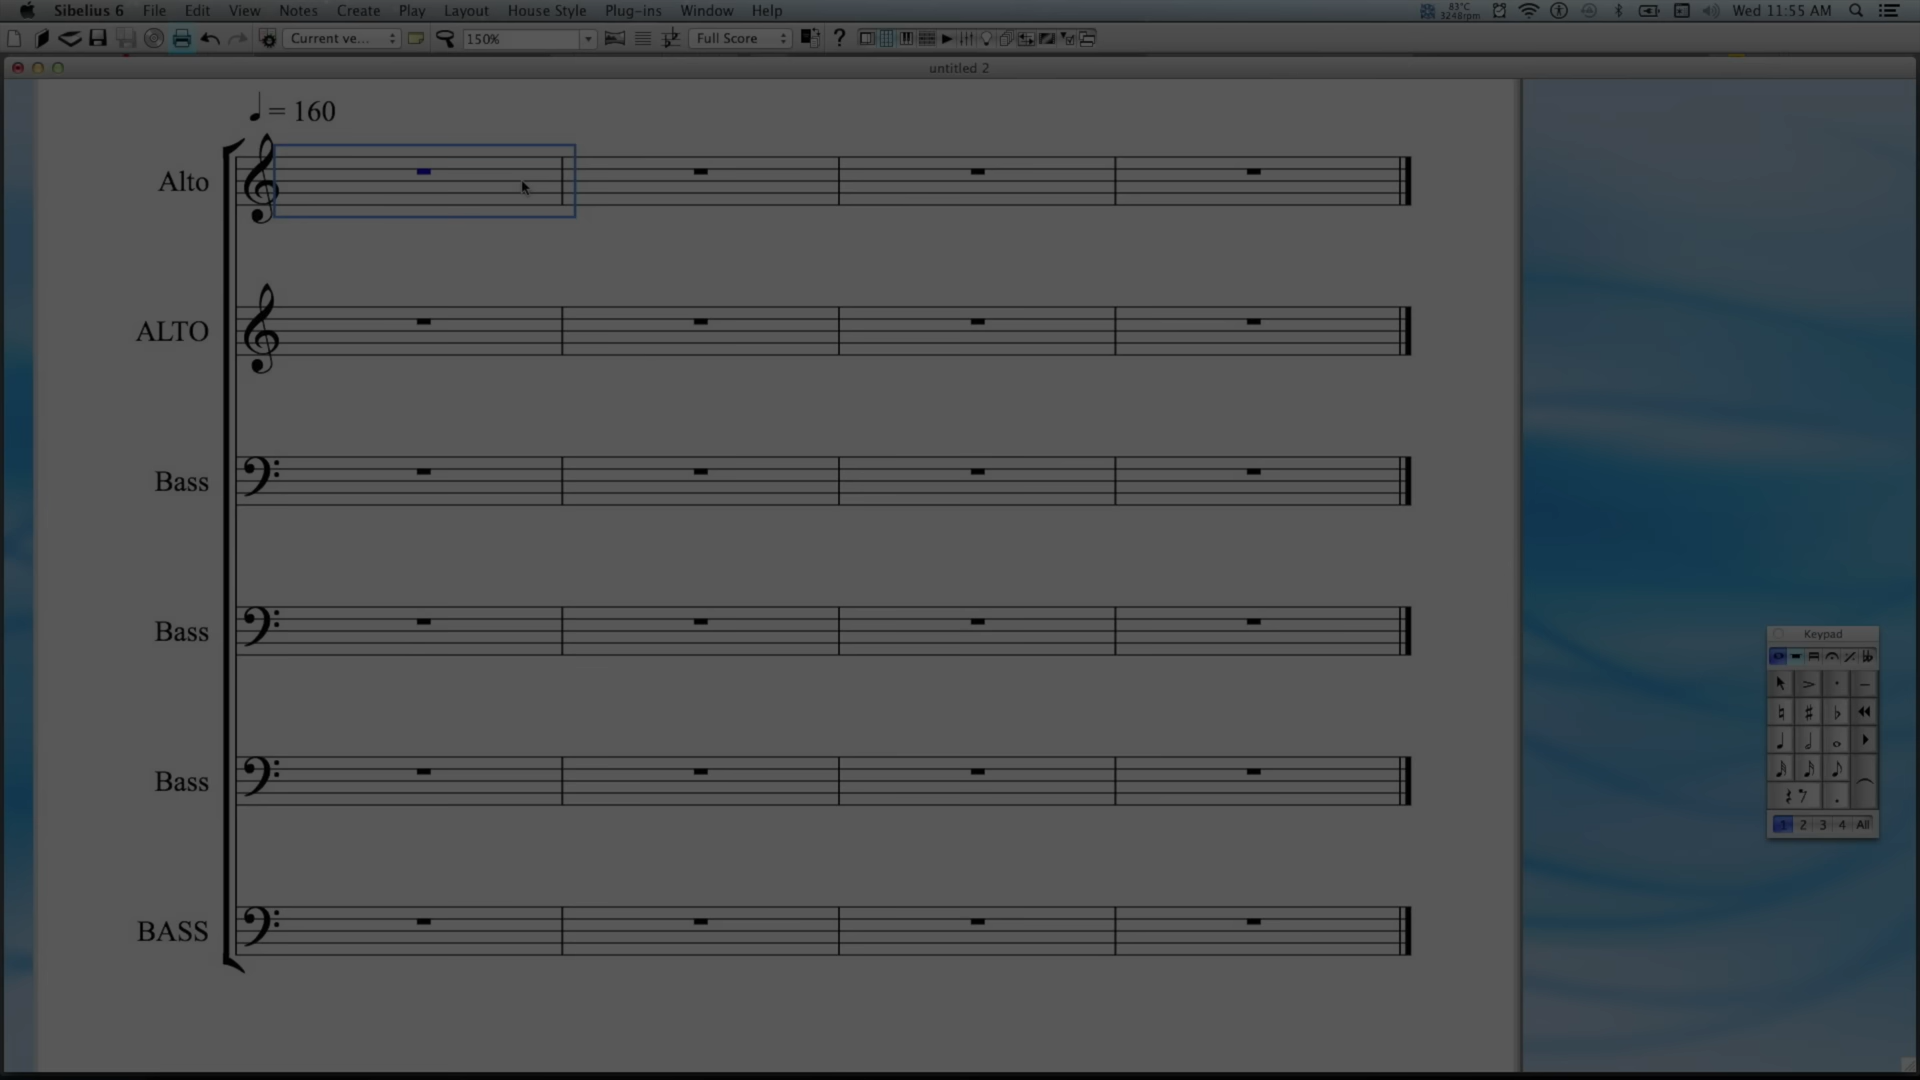 Sibelius 6 File Edit View Notes Create Play Layout House Style Plug-ins Window Help 83°C 3248rpm Wed 11:55 AM
Current ve... 150% Full Score ?
untitled 2
= 160
Alto
ALTO
Bass
Bass
Bass
BASS
Keypad
1 2 3 4 All